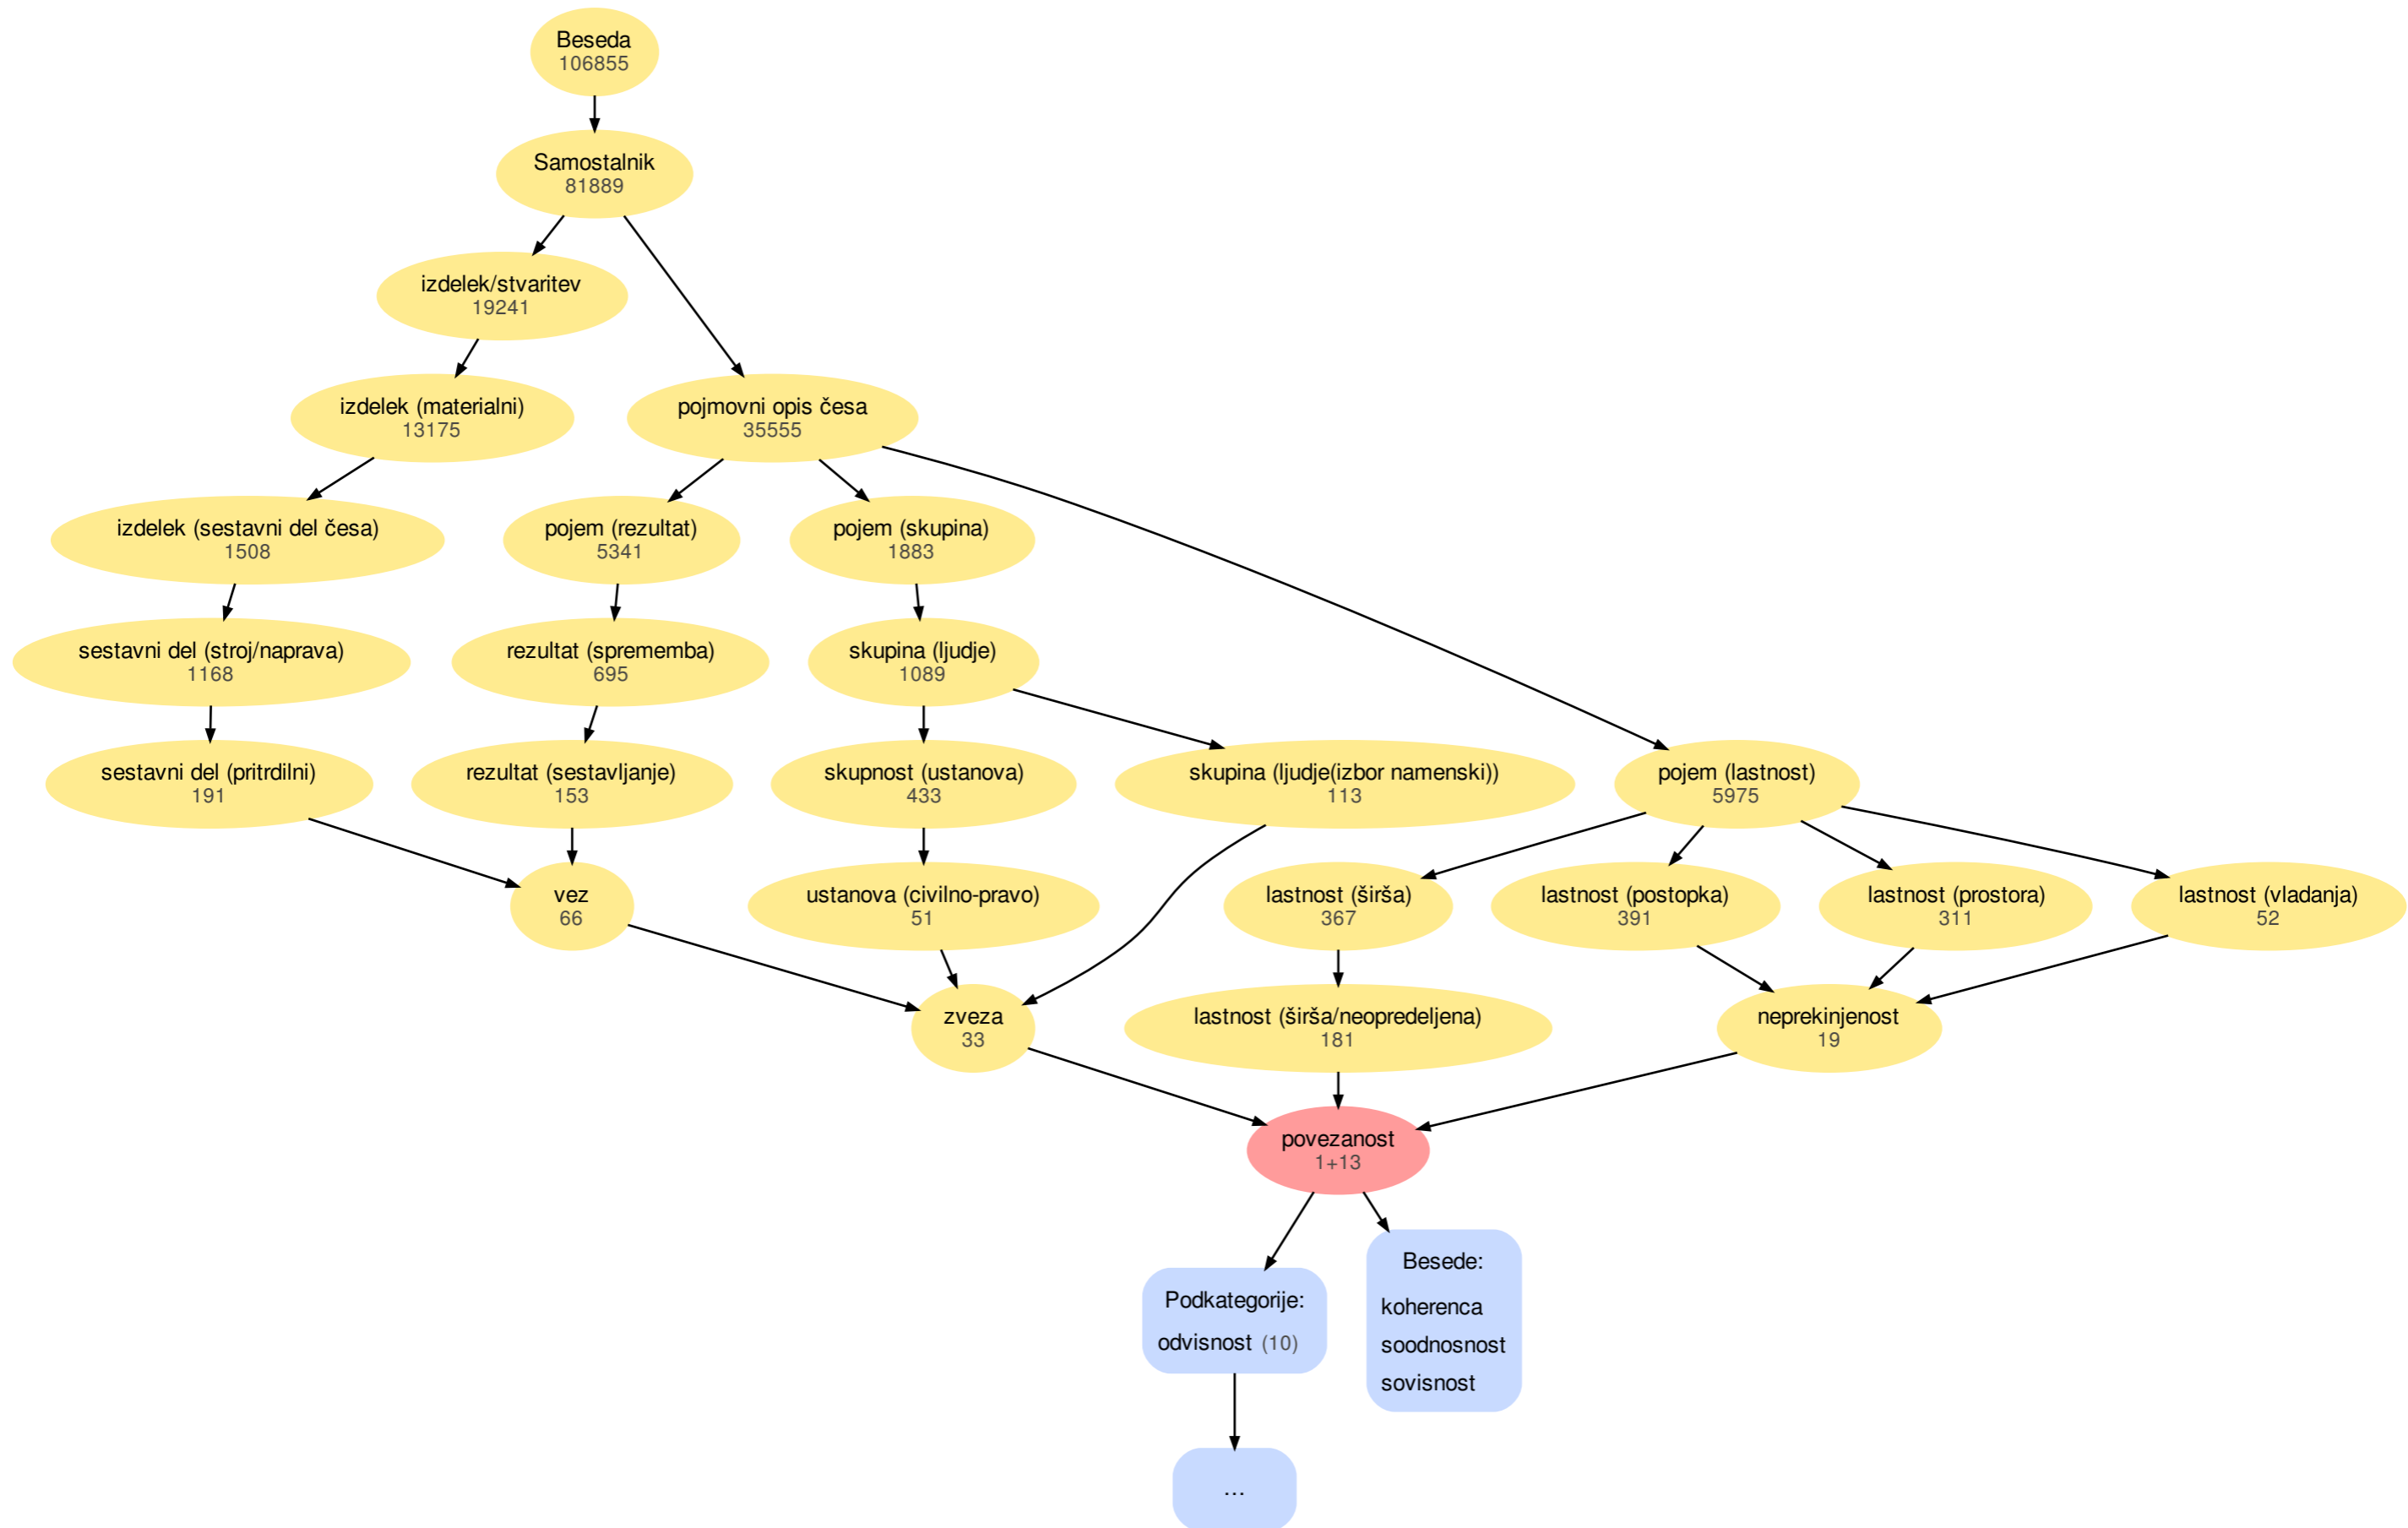 Beseda
106855
Samostalnik
81889
izdelek/stvaritev
19241
izdelek (materialni)
13175
pojmovni opis česa
35555
izdelek (sestavni del česa)
1508
pojem (rezultat)
5341
pojem (skupina)
1883
sestavni del (stroj/naprava)
1168
rezultat (sprememba)
695
skupina (ljudje)
1089
sestavni del (pritrdilni)
191
rezultat (sestavljanje)
153
skupnost (ustanova)
433
skupina (ljudje(izbor namenski))
113
pojem (lastnost)
5975
vez
66
ustanova (civilno-pravo)
51
lastnost (širša)
367
lastnost (postopka)
391
lastnost (prostora)
311
lastnost (vladanja)
52
zveza
33
lastnost (širša/neopredeljena)
181
neprekinjenost
19
povezanost
1+13
Podkategorije:
odvisnost (10)
Besede:
koherenca
soodnosnost
sovisnost
...